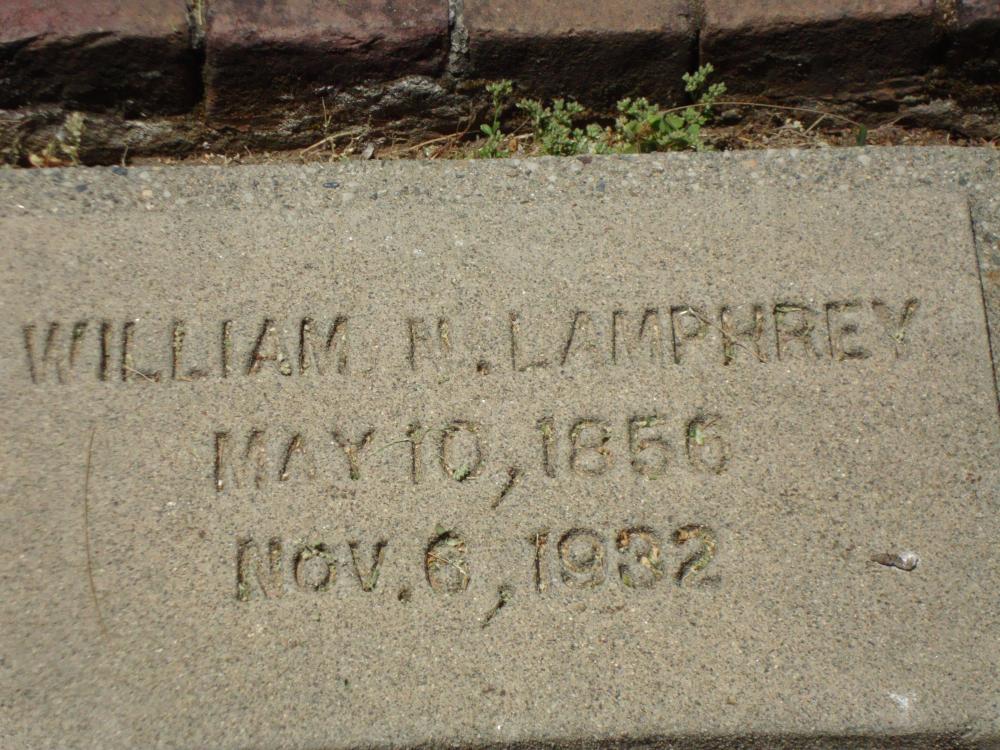 WILLIAM N. LAMPHREY
MAY 10, 1856
NOV. 6, 1932